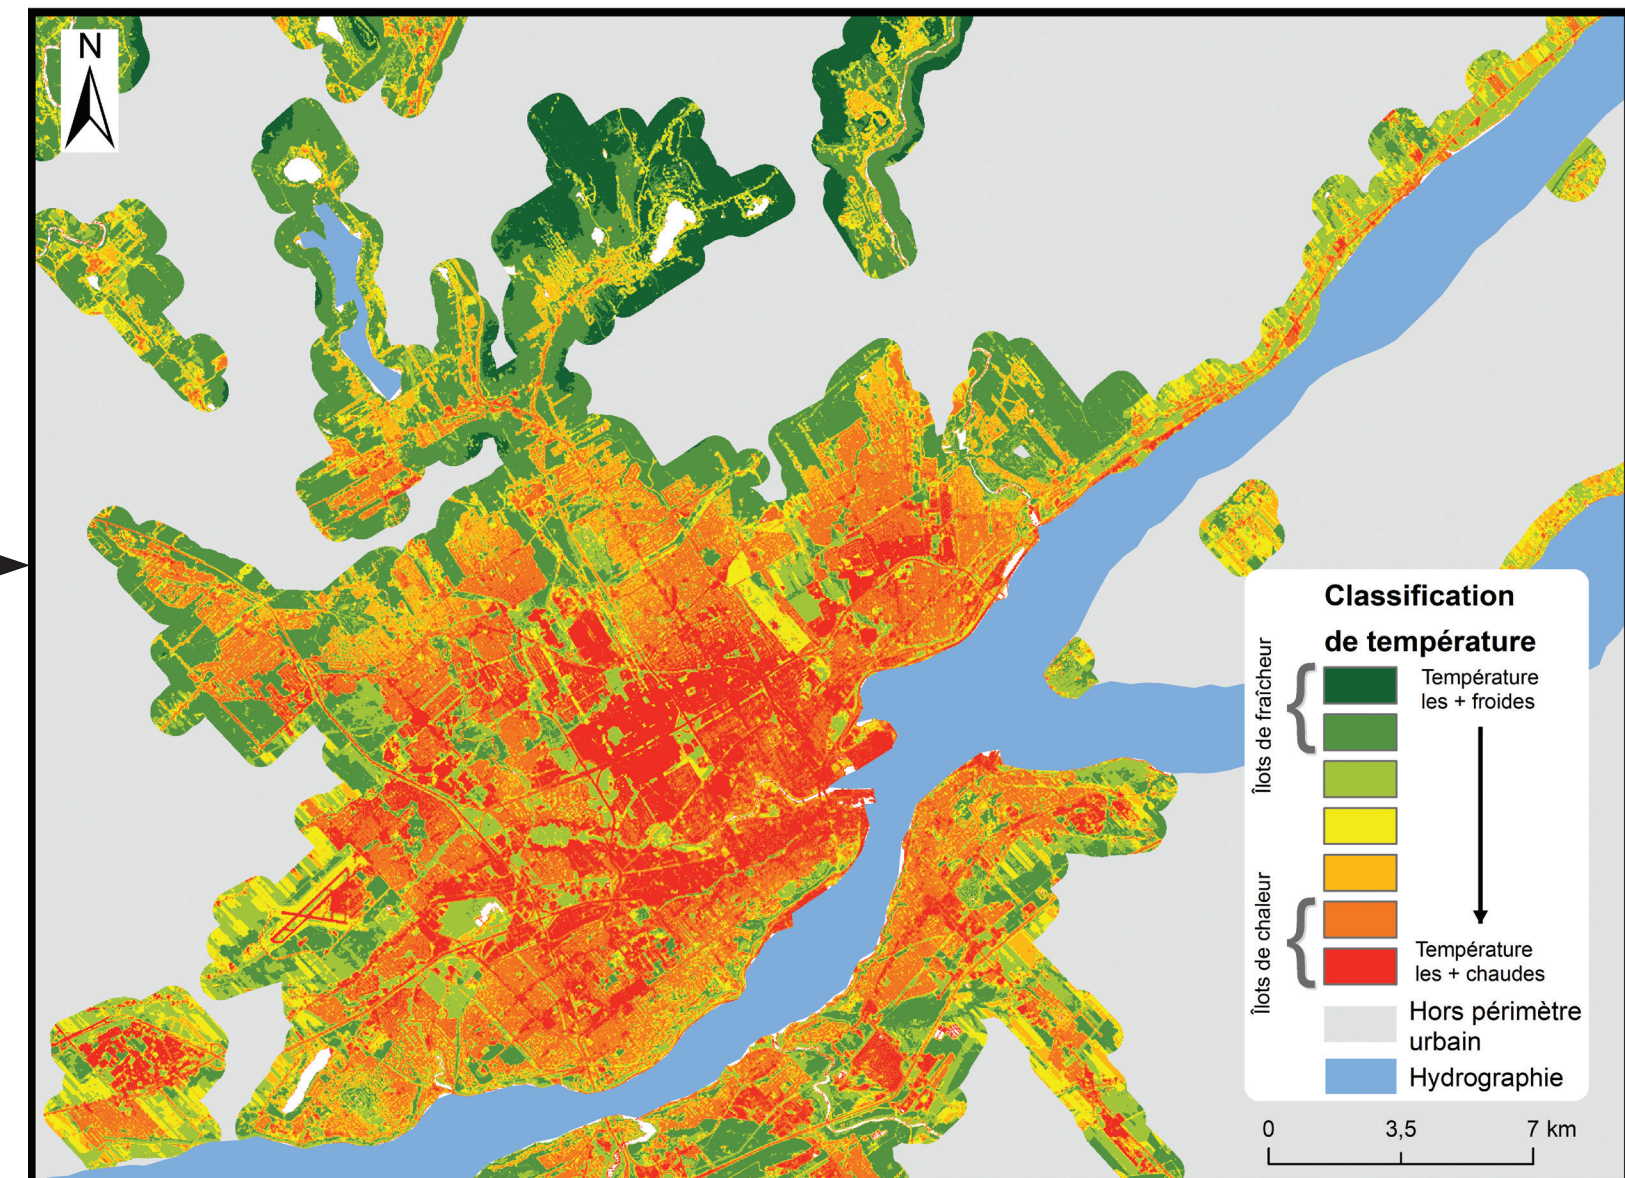 N
Classification
de température
Îlots de fraîcheur
Température
les + froides
Îlots de chaleur
Température
les + chaudes
Hors périmètre
urbain
Hydrographie
0 3,5 7 km